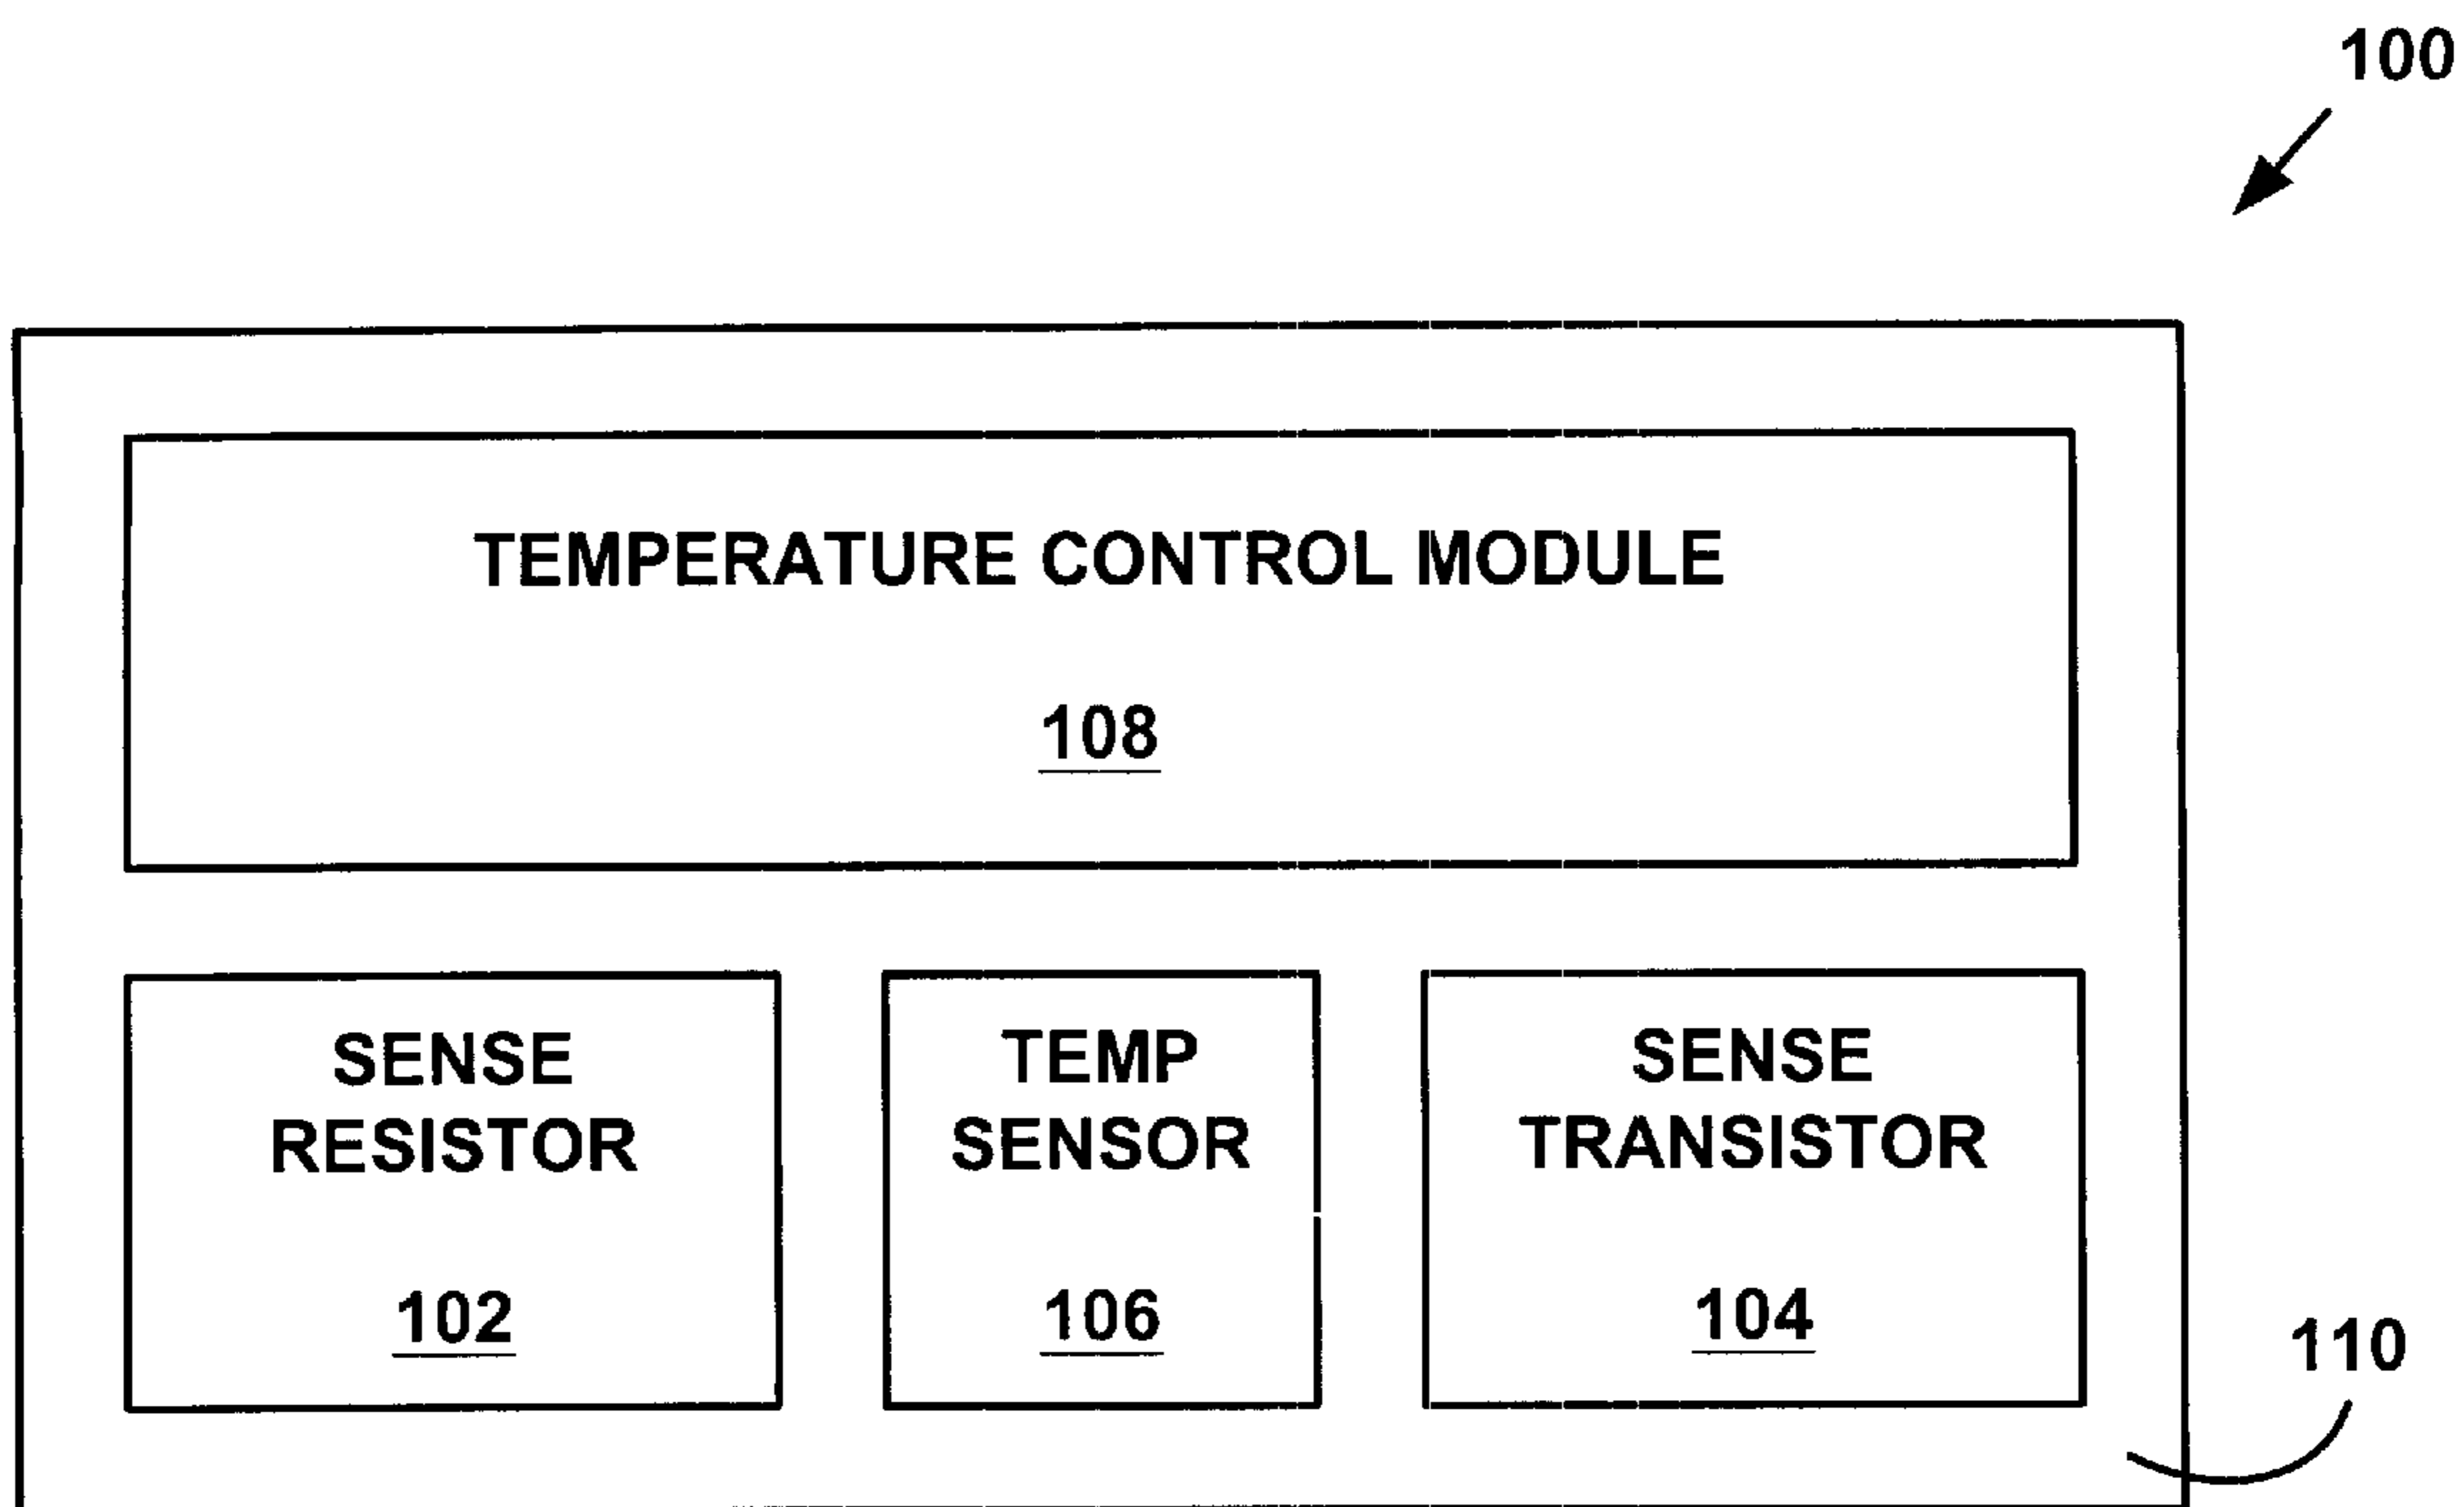 100
TEMPERATURE CONTROL MODULE
108
SENSE
RESISTOR
102
TEMP
SENSOR
106
SENSE
TRANSISTOR
104
110